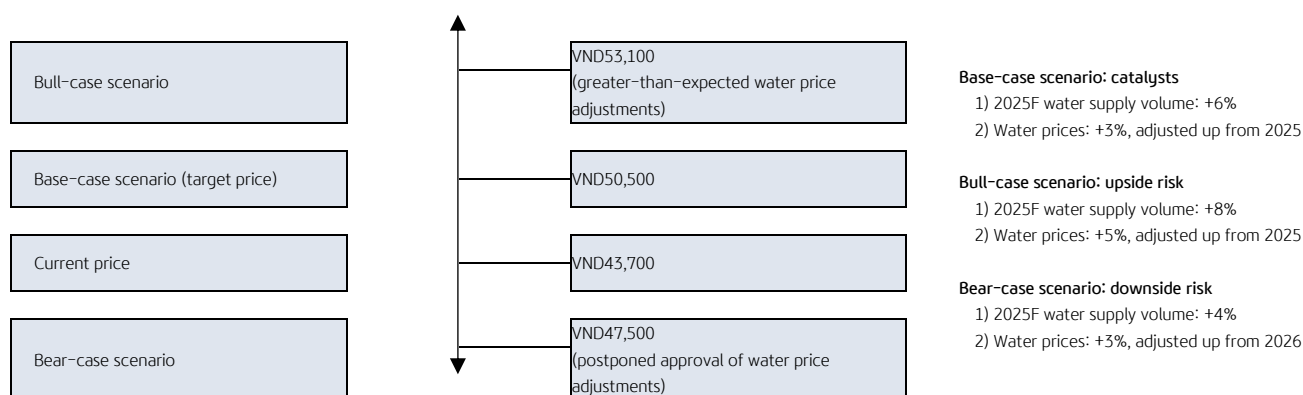 Bull-case scenario
VND53,100
(greater-than-expected water price
adjustments)
Base-case scenario (target price)
VND50,500
Current price
VND43,700
Bear-case scenario
VND47,500
(postponed approval of water price
adjustments)
Base-case scenario: catalysts
1) 2025F water supply volume: +6%
2) Water prices: +3%, adjusted up from 2025
Bull-case scenario: upside risk
1) 2025F water supply volume: +8%
2) Water prices: +5%, adjusted up from 2025
Bear-case scenario: downside risk
1) 2025F water supply volume: +4%
2) Water prices: +3%, adjusted up from 2026